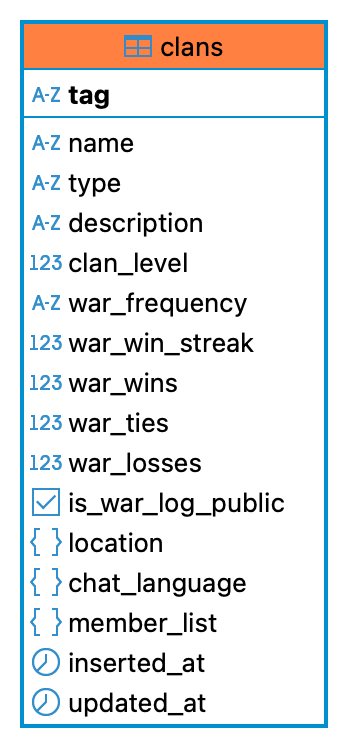 clans
A-Z tag
A-Z name
A-Z type
A-Z description
123 clan_level
A-Z war_frequency
123 war_win_streak
123 war_wins
123 war_ties
123 war_losses
is_war_log_public
{ } location
{ } chat_language
{ } member_list
inserted_at
updated_at